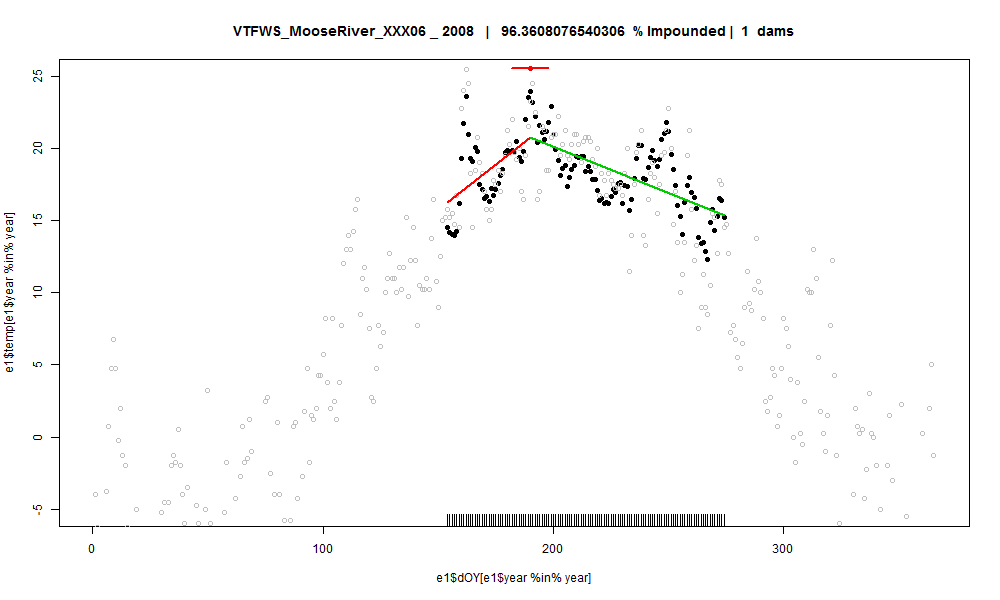 VTFWS_MooseRiver_XXX06 _ 2008 | 96.3608076540306 % Impounded | 1 dams
e1$temp[e1$year %in% year]
25
20
15
10
5
0
-5
0 100 200 300
e1$dOY[e1$year %in% year]